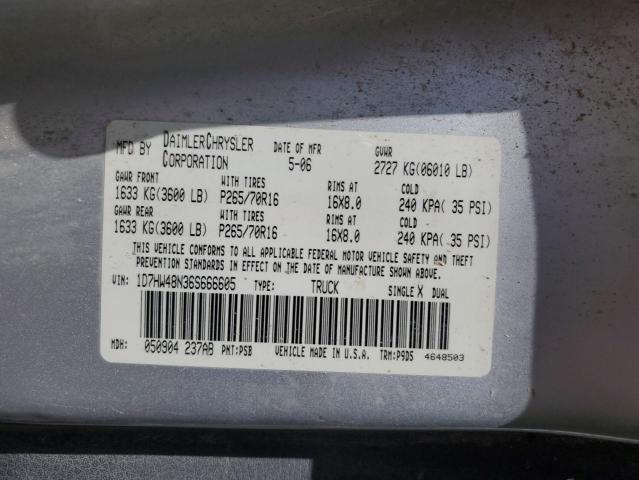 MFD BY DAIMLERCHRYSLER CORPORATION DATE OF MFR 5-06 GVWR 2727 KG(06010 LB)
GAWR FRONT WITH TIRES RIMS AT COLD
1633 KG(3600 LB) P265/70R16 16X8.0 240 KPA( 35 PSI)
GAWR REAR WITH TIRES RIMS AT COLD
1633 KG(3600 LB) P265/70R16 16X8.0 240 KPA( 35 PSI)
THIS VEHICLE CONFORMS TO ALL APPLICABLE FEDERAL MOTOR VEHICLE SAFETY AND THEFT
PREVENTION STANDARDS IN EFFECT ON THE DATE OF MANUFACTURE SHOWN ABOVE.
VIN: 1D7HW48N36S666605 TYPE: TRUCK SINGLE X DUAL
MDH: 050904 237AB PNT:PSB VEHICLE MADE IN U.S.A. TRM:P9D5 4648503